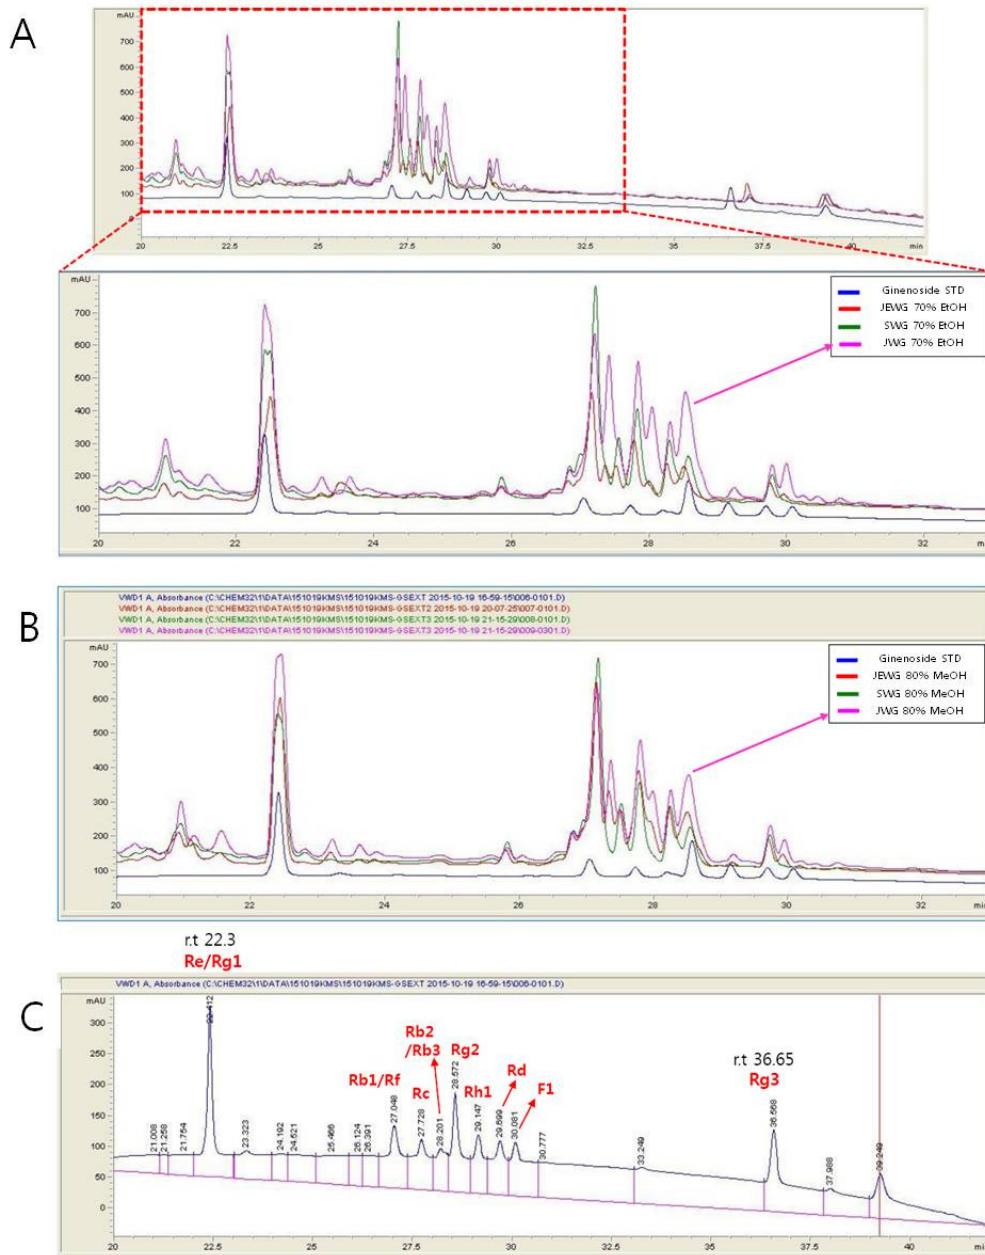 A
mAU
700
600
500
400
300
200
100
0
20 22.5 25 27.5 30 32.5 35 37.5 40 min
mAU
700
600
500
400
300
200
100
20 22 24 26 28 30 32 m
Ginenoside STD
JEWG 70% EtOH
SWG 70% EtOH
JWG 70% EtOH
B
VWD1 A, Absorbance (C:\CHEM32\1\DATA\151019KMS\151019KMS-GSEXT 2015-10-19 16-59-15\006-0101.D)
VWD1 A, Absorbance (C:\CHEM32\1\DATA\151019KMS\151019KMS-GSEXT2 2015-10-19 20-07-25\007-0101.D)
VWD1 A, Absorbance (C:\CHEM32\1\DATA\151019KMS\151019KMS-GSEXT3 2015-10-19 21-15-29\008-0101.D)
VWD1 A, Absorbance (C:\CHEM32\1\DATA\151019KMS\151019KMS-GSEXT3 2015-10-19 21-15-29\009-0301.D)
mAU
700
600
500
400
300
200
100
20 22 24 26 28 30 32 min
Ginenoside STD
JEWG 80% MeOH
SWG 80% MeOH
JWG 80% MeOH
r.t 22.3
Re/Rg1
C
VWD1 A, Absorbance (C:\CHEM32\1\DATA\151019KMS\151019KMS-GSEXT 2015-10-19 16-59-15\006-0101.D)
mAU
300
250
200
150
100
50
0
20 22.5 25 27.5 30 32.5 35 37.5 40 min
21.008
21.258
21.754
22.412
23.323
24.192
24.521
25.466
26.124
26.391
Rb1/Rf
27.048
Rc
27.728
Rb2
/Rb3
28.201
Rg2
28.572
Rh1
29.147
Rd
29.699
F1
30.081
30.777
33.249
r.t 36.65
Rg3
36.568
37.988
39.249